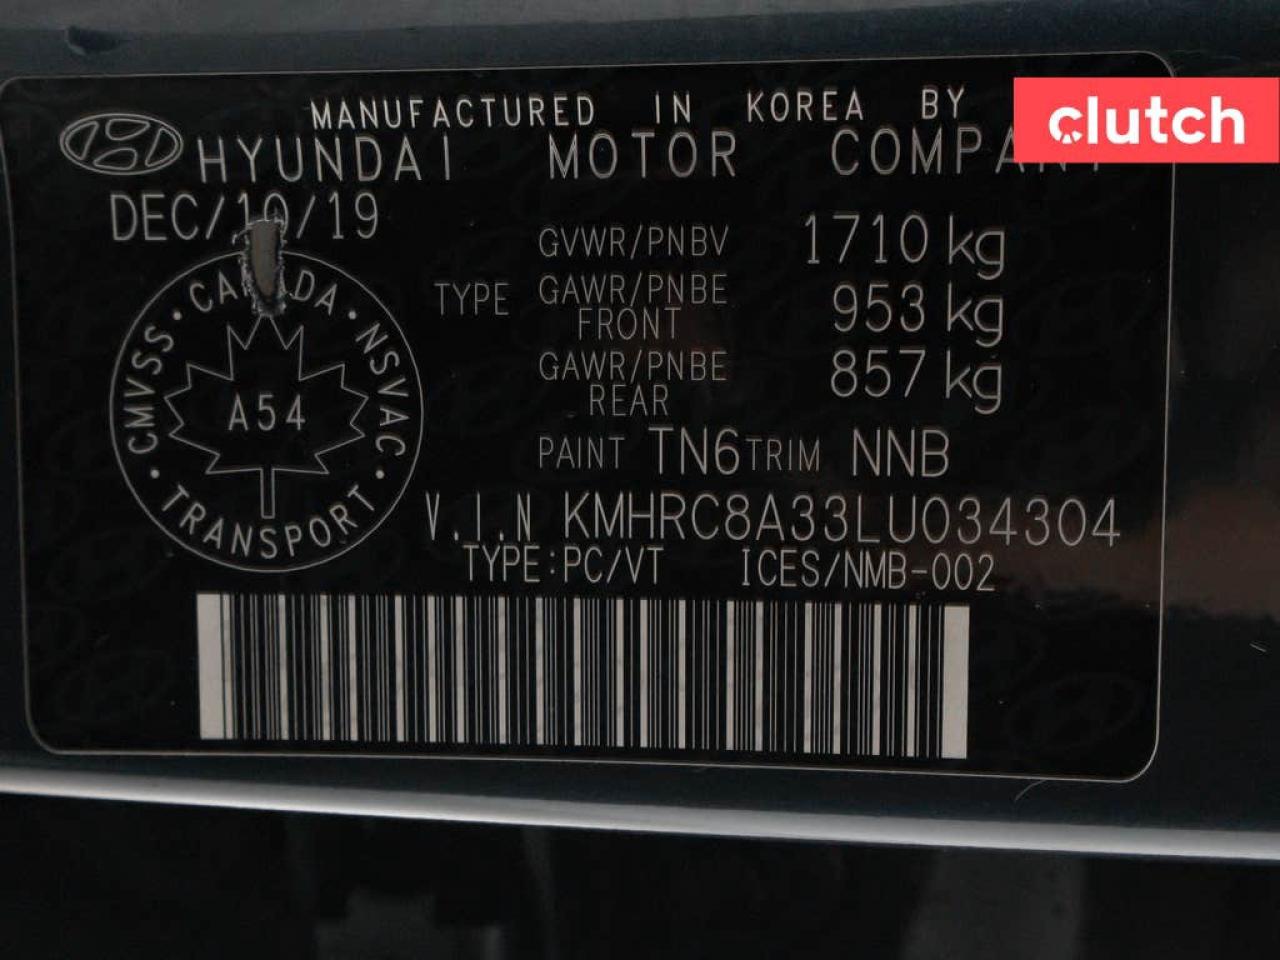 clutch
MANUFACTURED IN KOREA BY
HYUNDAI MOTOR
DEC/10/19
GVWR/PNBV 1710 kg
TYPE GAWR/PNBE FRONT 953 kg
GAWR/PNBE REAR 857 kg
PAINT TN6 TRIM NNB
CMVSS · CANADA · NSVAC · TRANSPORT ·
A54
V.I.N KMHRC8A33LU034304
TYPE:PC/VT ICES/NMB-002